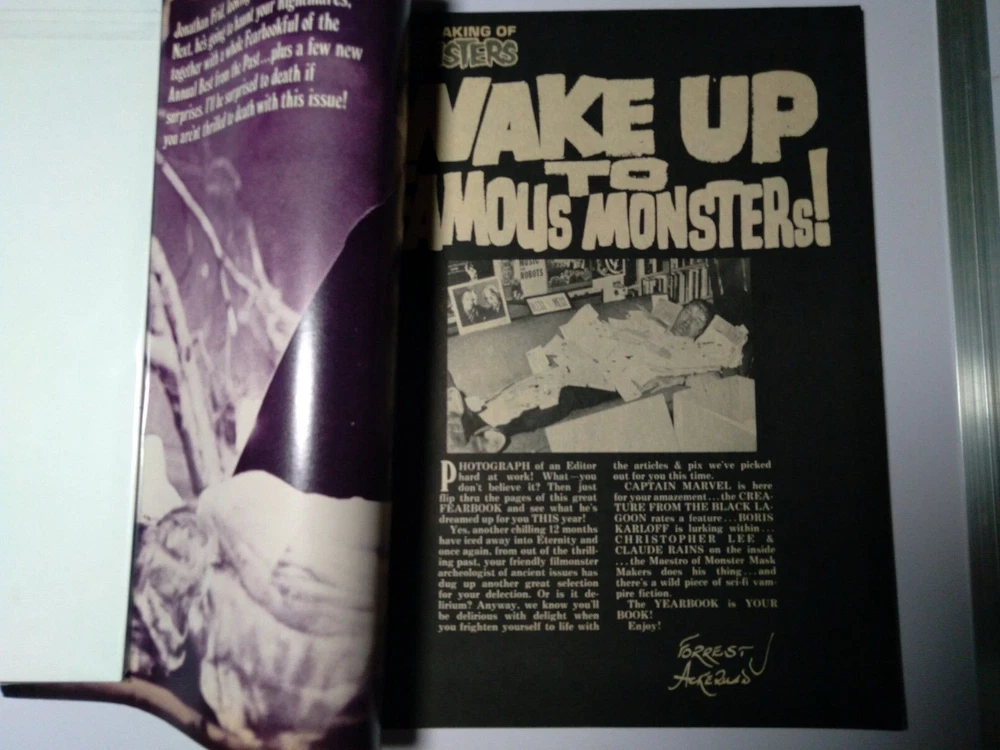 Jonathan Frid,
Next, he's going to haunt your nightmares,
together with a whole Fearbookful of the
Annual Best from the Past...plus a few new
surprises. I'll be surprised to death if
you aren't thrilled to death with this issue!
AKING OF
STERS
WAKE UP
TO
FAMOUS MONSTERS!
MUSIC
ROBOTS
PHOTOGRAPH of an Editor
hard at work! What—you
don't believe it? Then just
flip thru the pages of this great
FEARBOOK and see what he's
dreamed up for you THIS year!
Yes, another chilling 12 months
have iced away into Eternity and
once again, from out of the thrill-
ing past, your friendly filmonster
archeologist of ancient issues has
dug up another great selection
for your delection. Or is it de-
lirium? Anyway, we know you'll
be delirious with delight when
you frighten yourself to life with
the articles & pix we've picked
out for you this time.
CAPTAIN MARVEL is here
for your amazement...the CREA-
TURE FROM THE BLACK LA-
GOON rates a feature...BORIS
KARLOFF is lurking within...
CHRISTOPHER LEE &
CLAUDE RAINS on the inside
...the Maestro of Monster Mask
Makers does his thing...and
there's a wild piece of sci-fi vam-
pire fiction.
The YEARBOOK is YOUR
BOOK!
Enjoy!
FORREST J
ACKERMAN